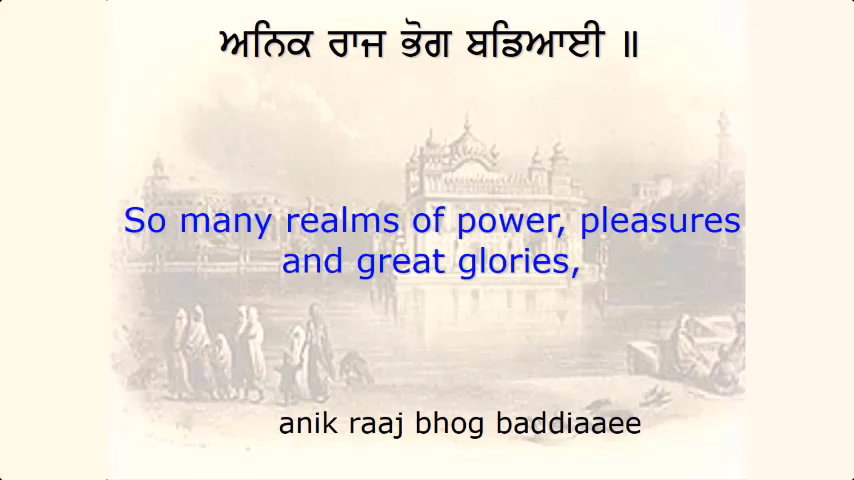 ਅਨਿਕ ਰਾਜ ਭੋਗ ਬਡਿਆਈ ॥
So many realms of power, pleasures
and great glories,
anik raaj bhog baddiaaee